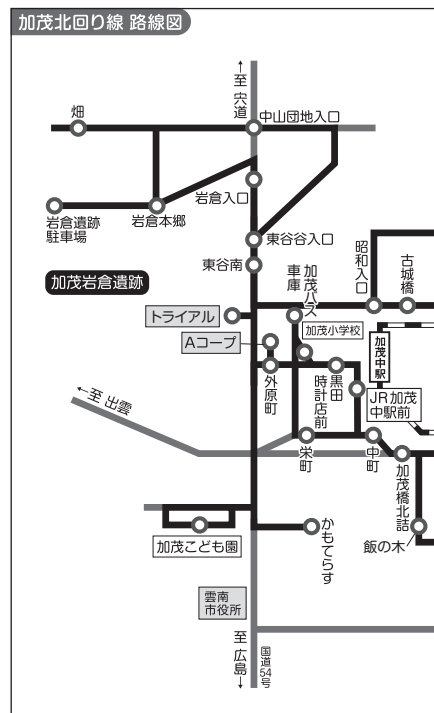 加茂北回り線 路線図
←至 宍道
畑
中山団地入口
岩倉入口
岩倉遺跡
駐車場
岩倉本郷
東谷谷入口
東谷南
昭和入口
古城橋
加茂岩倉遺跡
加茂バス
車庫
トライアル
加茂小学校
Aコープ
加茂中駅
外原町
黒田
時計店前
JR加茂
中駅前
←至 出雲
栄町
中町
加茂橋北詰
飯の木
加茂こども園
かもてらす
雲南
市役所
至 広島→
国道54号